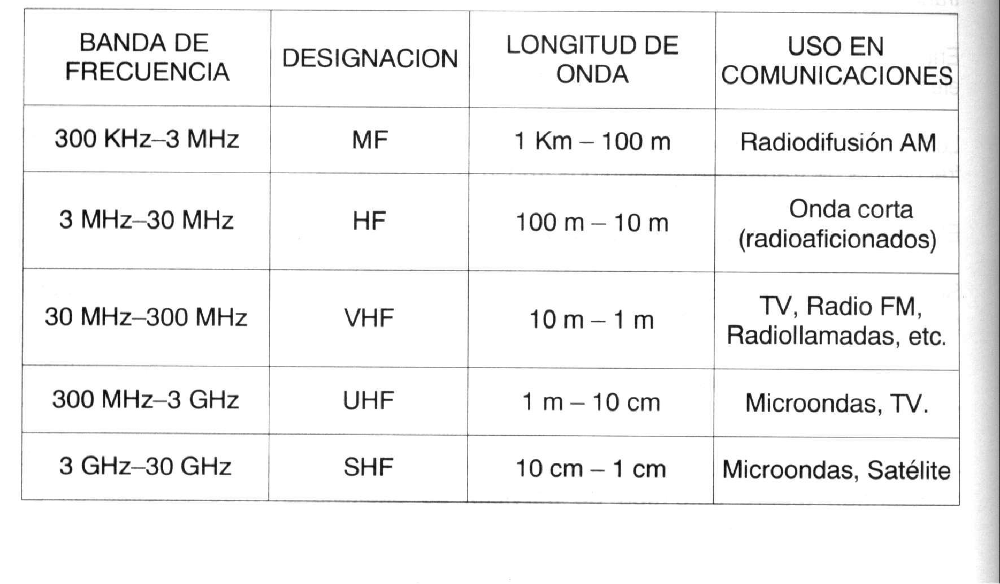 BANDA DE
FRECUENCIA
DESIGNACION
LONGITUD DE
ONDA
USO EN
COMUNICACIONES
300 KHz–3 MHz
MF
1 Km – 100 m
Radiodifusión AM
3 MHz–30 MHz
HF
100 m – 10 m
Onda corta
(radioaficionados)
30 MHz–300 MHz
VHF
10 m – 1 m
TV, Radio FM,
Radiollamadas, etc.
300 MHz–3 GHz
UHF
1 m – 10 cm
Microondas, TV.
3 GHz–30 GHz
SHF
10 cm – 1 cm
Microondas, Satélite